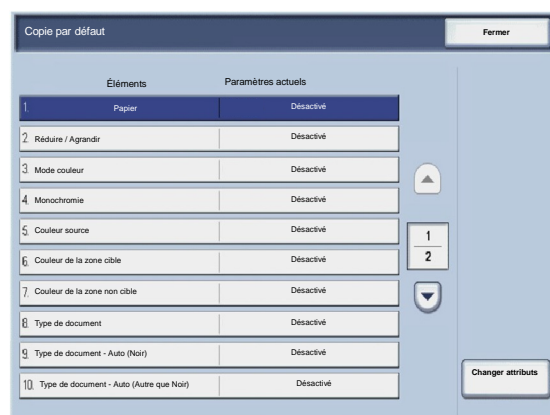 Copie par défaut
Fermer
Éléments Paramètres actuels
1. Papier Désactivé
2. Réduire / Agrandir Désactivé
3. Mode couleur Désactivé
4. Monochromie Désactivé
5. Couleur source Désactivé
6. Couleur de la zone cible Désactivé
7. Couleur de la zone non cible Désactivé
8. Type de document Désactivé
9. Type de document - Auto (Noir) Désactivé
10. Type de document - Auto (Autre que Noir) Désactivé
1
2
Changer attributs